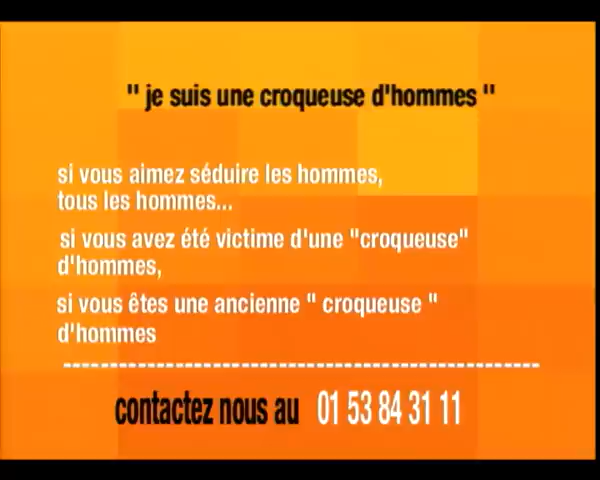 " je suis une croqueuse d'hommes "
si vous aimez séduire les hommes,
tous les hommes...
si vous avez été victime d'une "croqueuse"
d'hommes,
si vous êtes une ancienne " croqueuse "
d'hommes
contactez nous au 01 53 84 31 11